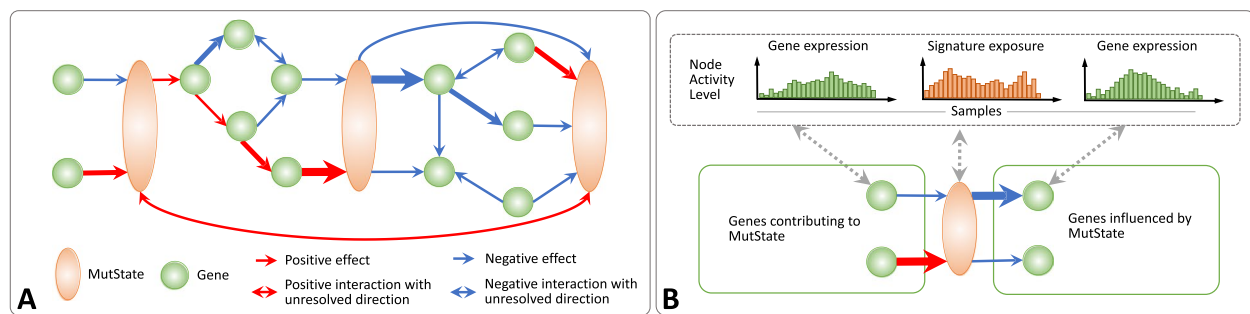 MutState
Gene
Positive effect
Positive interaction with
unresolved direction
Negative effect
Negative interaction with
unresolved direction
A
Node
Activity
Level
Gene expression
Signature exposure
Gene expression
Samples
Genes contributing to
MutState
Genes influenced by
MutState
B